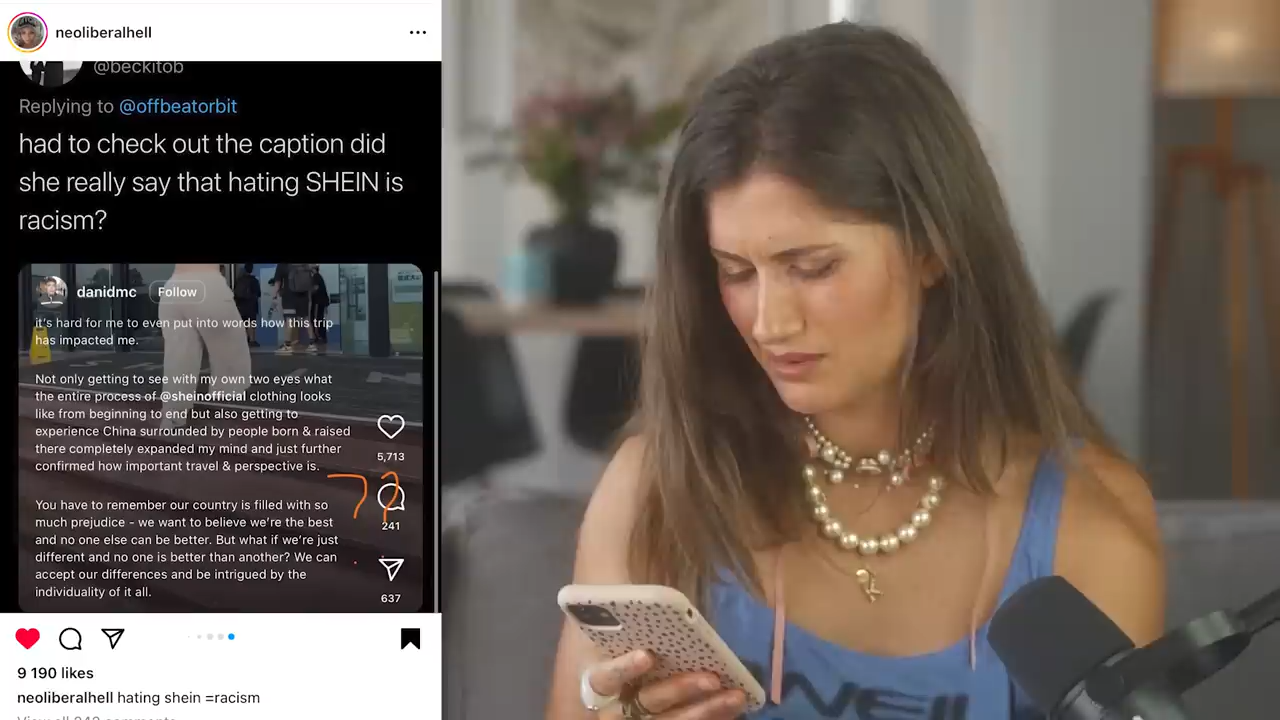 neoliberalhell
@beckitob
Replying to @offbeatorbit
had to check out the caption did
she really say that hating SHEIN is
racism?
danidmc Follow
it's hard for me to even put into words how this trip
has impacted me.
Not only getting to see with my own two eyes what
the entire process of @sheinofficial clothing looks
like from beginning to end but also getting to
experience China surrounded by people born & raised
there completely expanded my mind and just further
confirmed how important travel & perspective is.
You have to remember our country is filled with so
much prejudice - we want to believe we're the best
and no one else can be better. But what if we're just
different and no one is better than another? We can
accept our differences and be intrigued by the
individuality of it all.
5,713
72
241
637
9 190 likes
neoliberalhell hating shein =racism